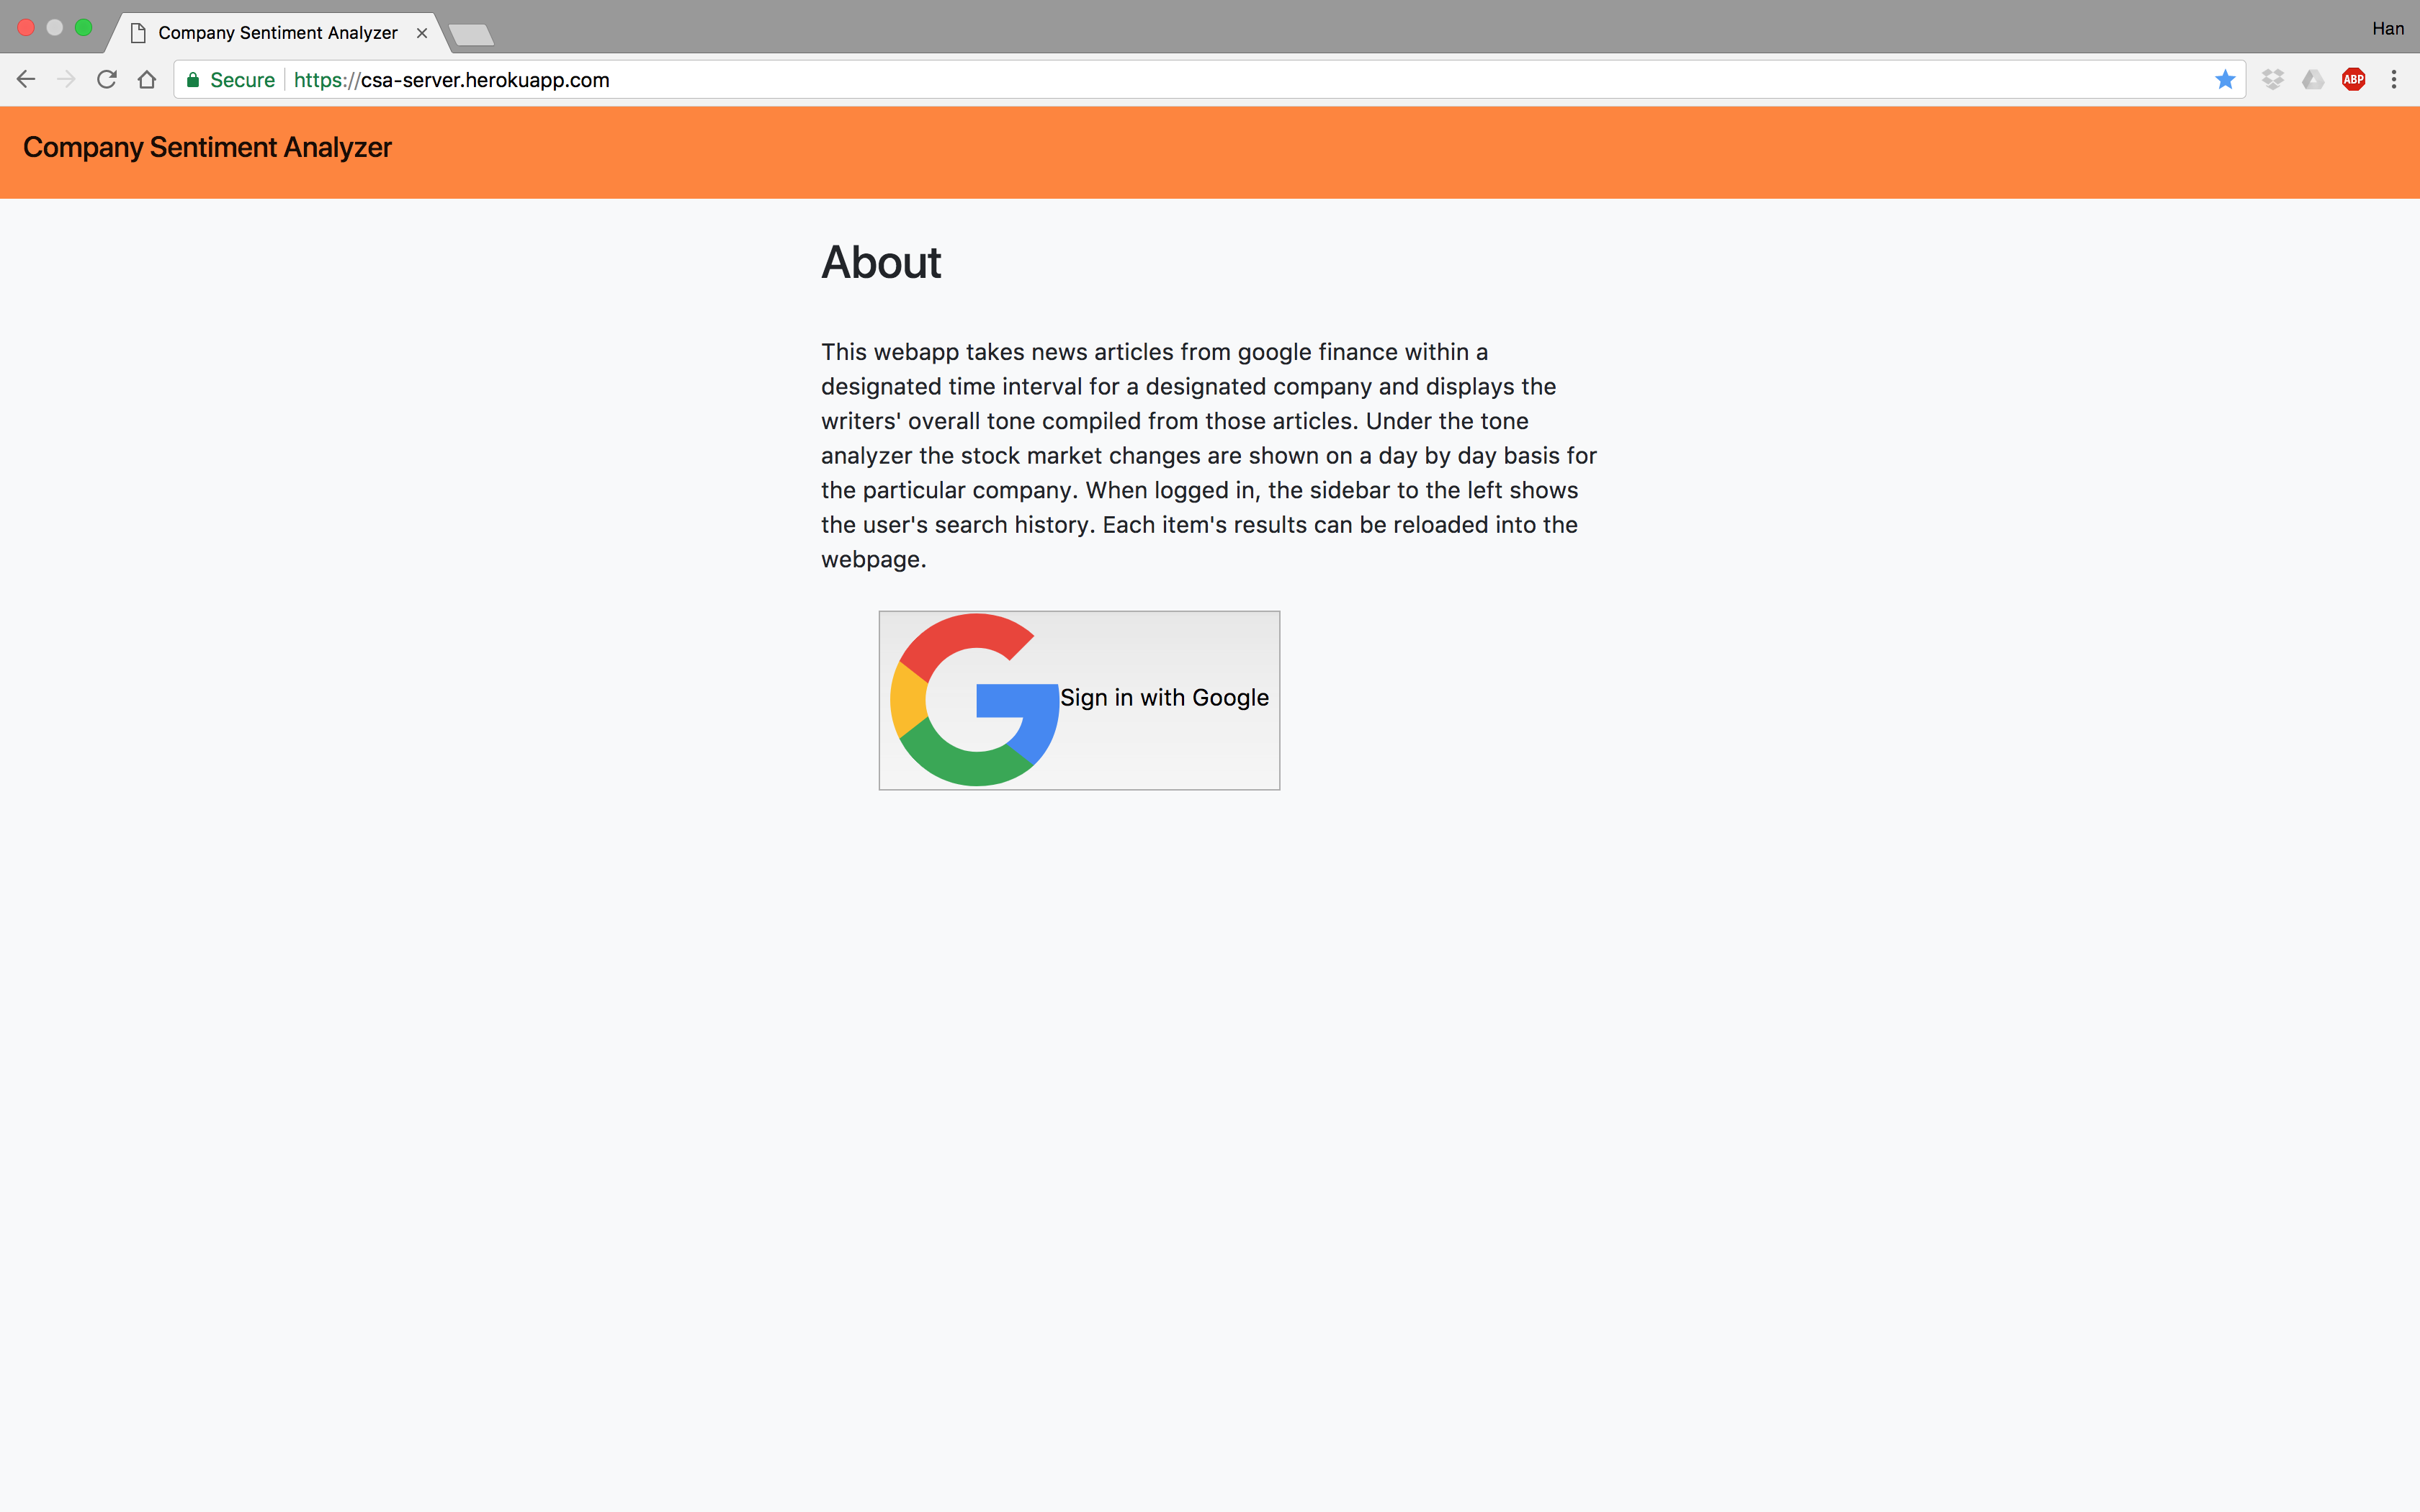 Company Sentiment Analyzer
Han
Secure https://csa-server.herokuapp.com
ABP
Company Sentiment Analyzer
About
This webapp takes news articles from google finance within a
designated time interval for a designated company and displays the
writers' overall tone compiled from those articles. Under the tone
analyzer the stock market changes are shown on a day by day basis for
the particular company. When logged in, the sidebar to the left shows
the user's search history. Each item's results can be reloaded into the
webpage.
Sign in with Google